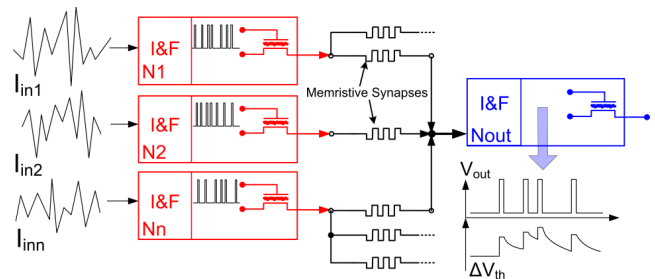 I&F
N1
Iin1
Memristive Synapses
I&F
N2
Iin2
I&F
Nout
Vout
I&F
Nn
Iinn
ΔVth